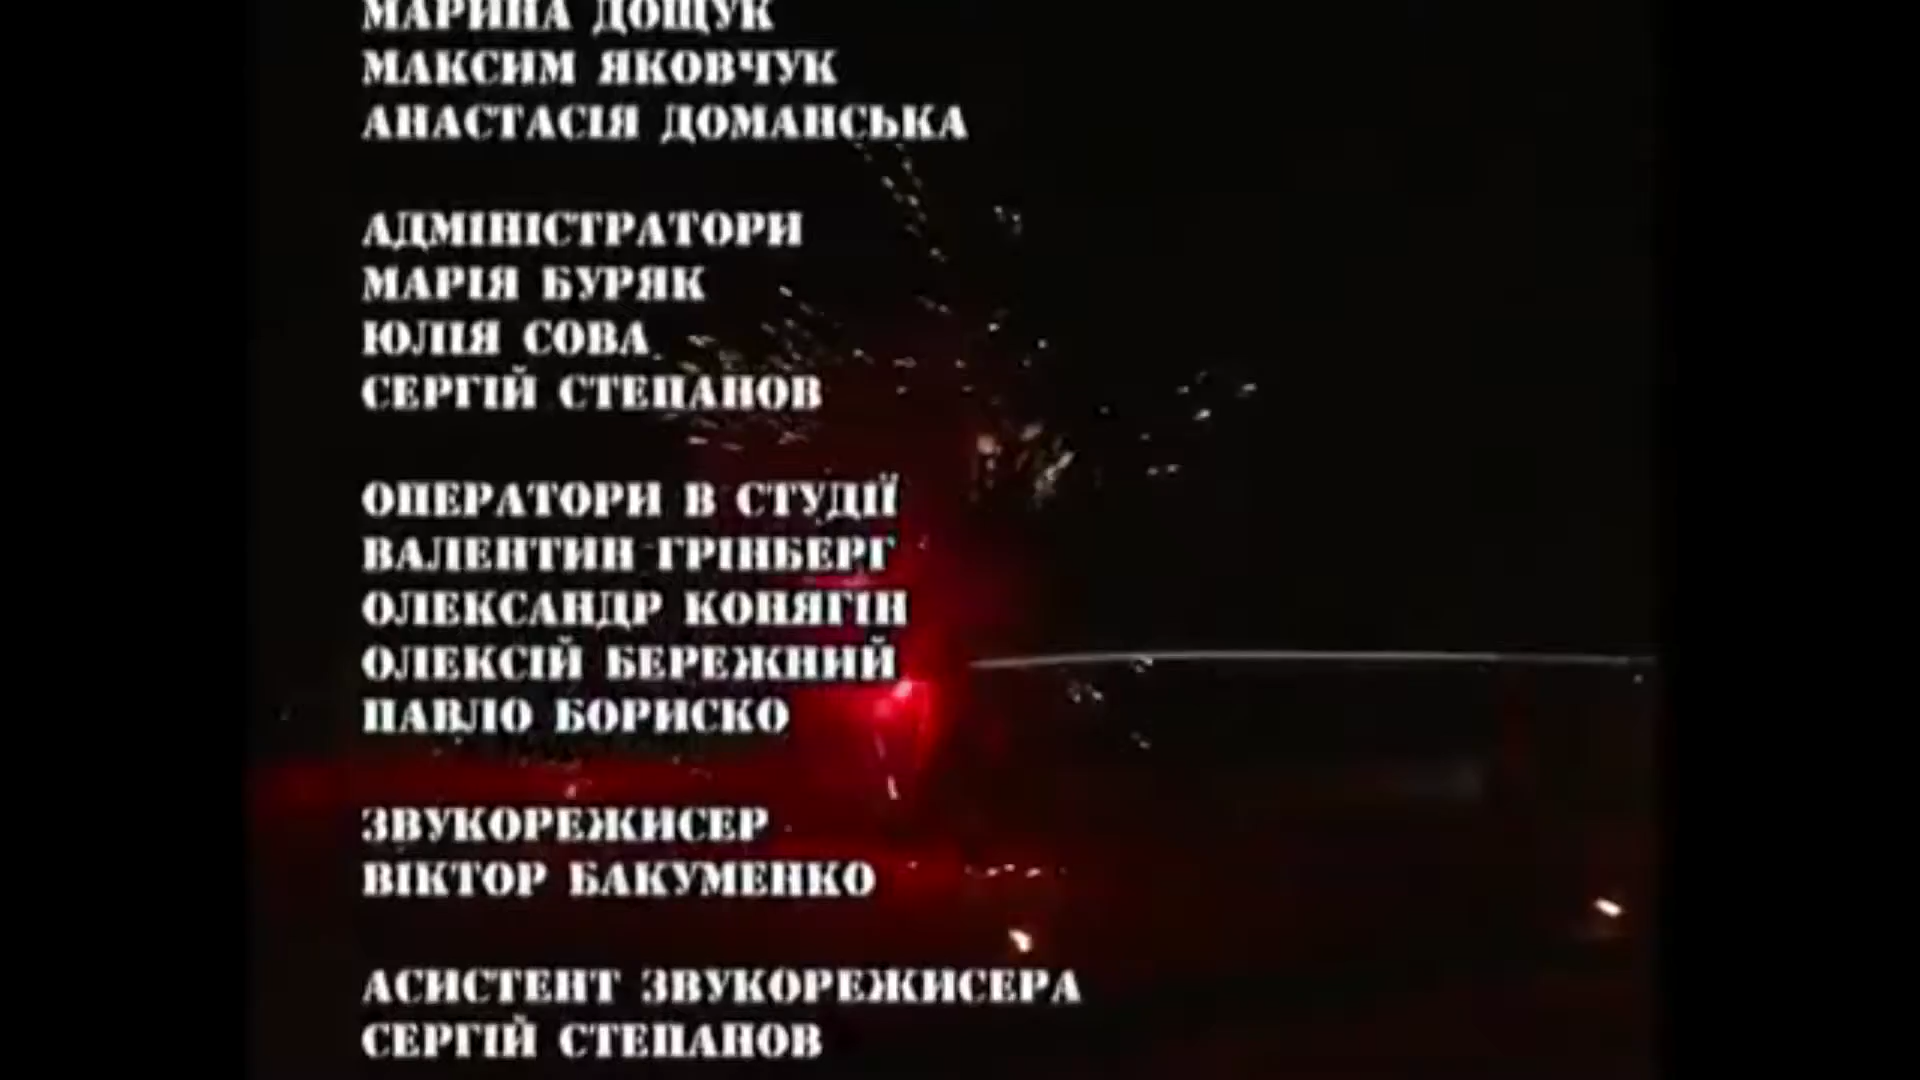 МАРИНА ДОЩУК
МАКСИМ ЯКОВЧУК
АНАСТАСІЯ ДОМАНСЬКА
АДМІНІСТРАТОРИ
МАРІЯ БУРЯК
ЮЛІЯ СОВА
СЕРГІЙ СТЕПАНОВ
ОПЕРАТОРИ В СТУДІЇ
ВАЛЕНТИН ГРІНБЕРГ
ОЛЕКСАНДР КОНЯГІН
ОЛЕКСІЙ БЕРЕЖНИЙ
ПАВЛО БОРИСКО
ЗВУКОРЕЖИСЕР
ВІКТОР БАКУМЕНКО
АСИСТЕНТ ЗВУКОРЕЖИСЕРА
СЕРГІЙ СТЕПАНОВ